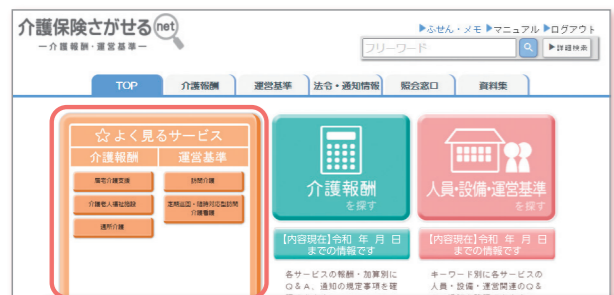 介護保険さがせるnet
－介護報酬・運営基準－
▶ふせん・メモ ▶マニュアル ▶ログアウト
フリーワード
▶詳細検索
TOP 介護報酬 運営基準 法令・通知情報 照会窓口 資料集
☆よく見るサービス
介護報酬 運営基準
居宅介護支援 訪問介護
介護老人福祉施設 定期巡回・随時対応型訪問
介護看護
通所介護
介護報酬
を探す
【内容現在】令和 年 月 日
までの情報です
各サービスの報酬・加算別に
Q&A、通知の規定事項を確
人員・設備・運営基準
を探す
【内容現在】令和 年 月 日
までの情報です
キーワード別に各サービスの
人員・設備・運営関連のQ&